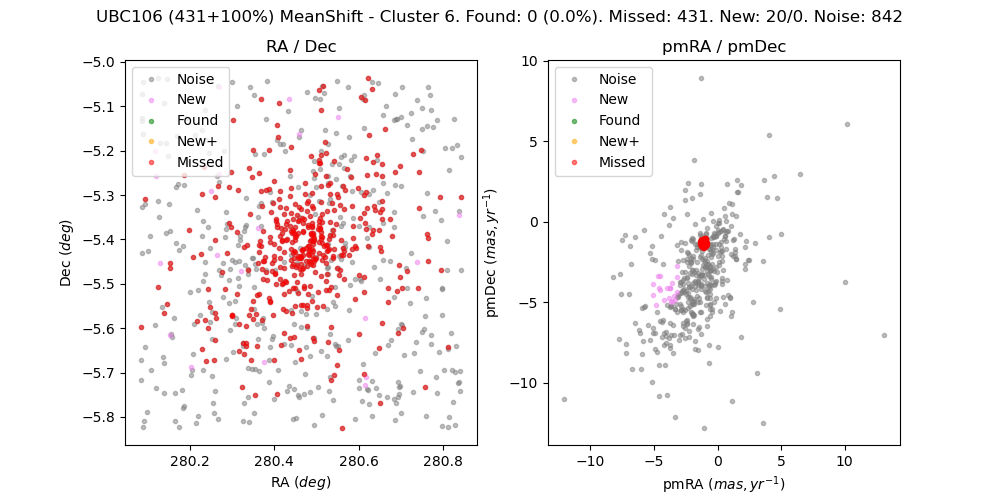 UBC106 (431+100%) MeanShift - Cluster 6. Found: 0 (0.0%). Missed: 431. New: 20/0. Noise: 842
RA / Dec
−5.0
−5.1
−5.2
−5.3
−5.4
−5.5
−5.6
−5.7
−5.8
Dec (deg)
Noise
New
Found
New+
Missed
280.2
280.4
280.6
280.8
RA (deg)
pmRA / pmDec
10
5
0
−5
−10
pmDec (mas, yr⁻¹)
Noise
New
Found
New+
Missed
−10
−5
0
5
10
pmRA (mas, yr⁻¹)